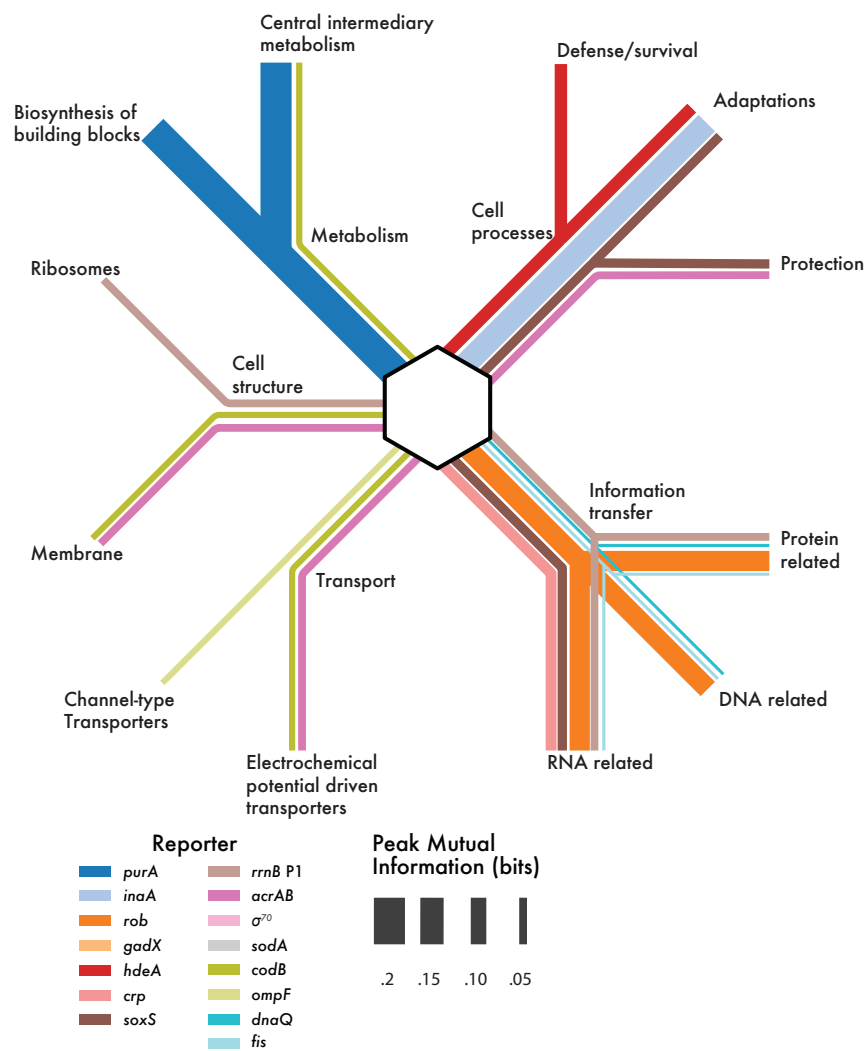 Central intermediary
metabolism
Defense/survival
Adaptations
Biosynthesis of
building blocks
Metabolism
Cell
processes
Ribosomes
Protection
Cell
structure
Information
transfer
Membrane
Protein
related
Transport
Channel-type
Transporters
DNA related
Electrochemical
potential driven
transporters
RNA related
Reporter
purA
inaA
rob
gadX
hdeA
crp
soxS
rrnB P1
acrAB
σ⁷⁰
sodA
codB
ompF
dnaQ
fis
Peak Mutual
Information (bits)
.2 .15 .10 .05